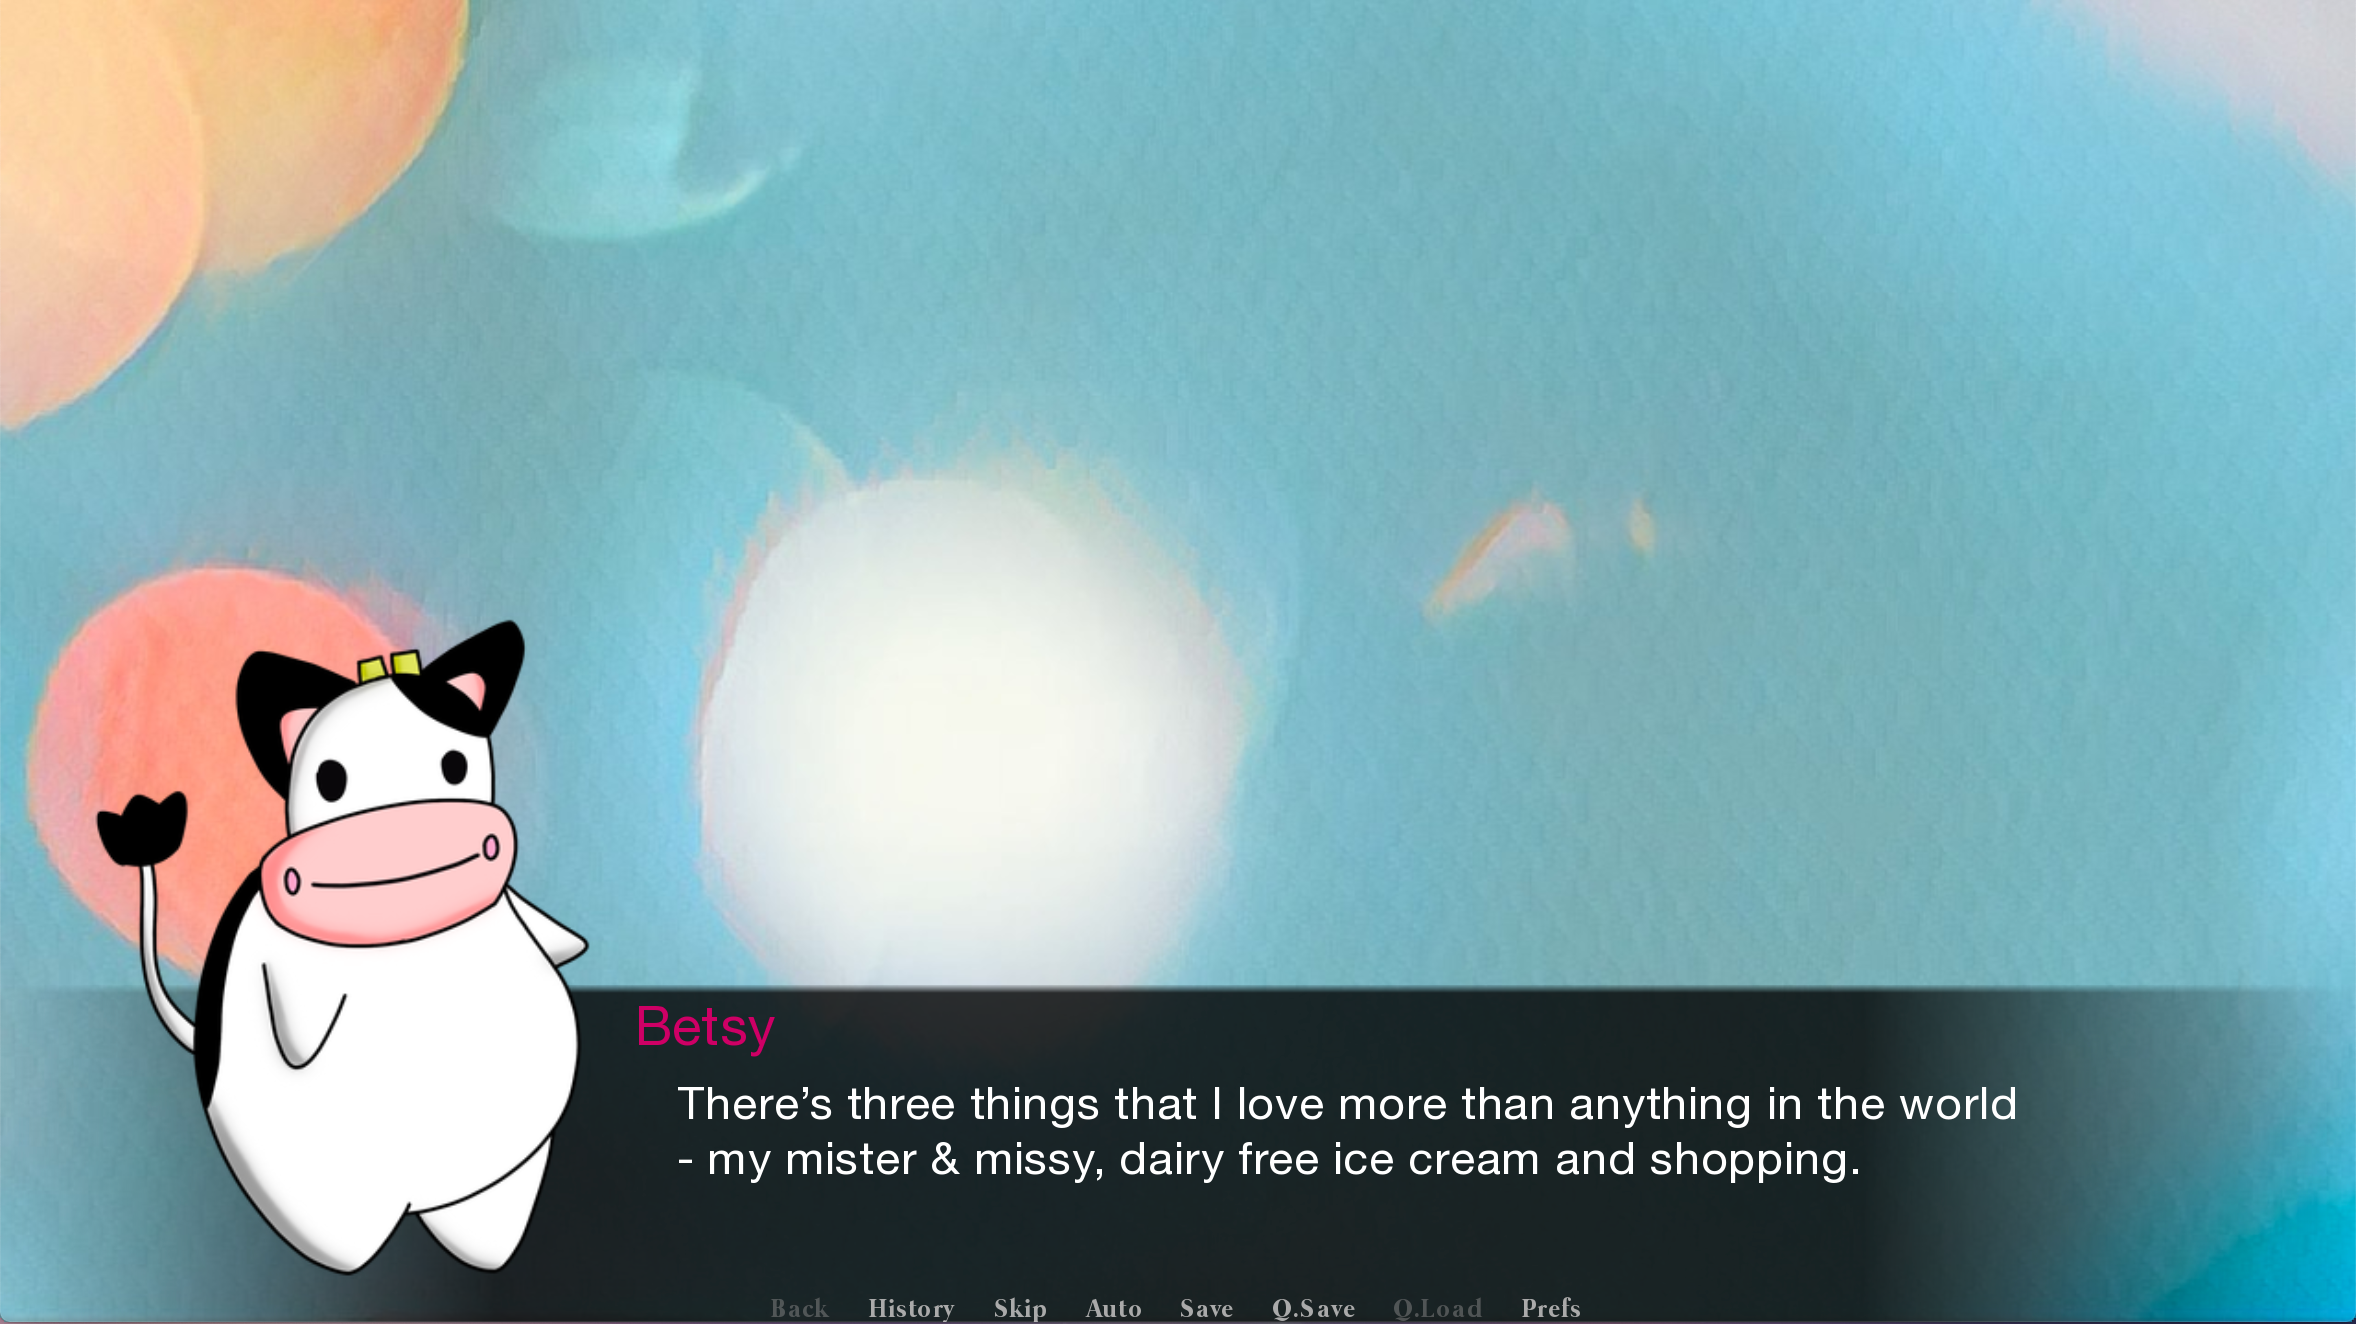 Betsy
There’s three things that I love more than anything in the world
- my mister & missy, dairy free ice cream and shopping.
Back History Skip Auto Save Q.Save Q.Load Prefs